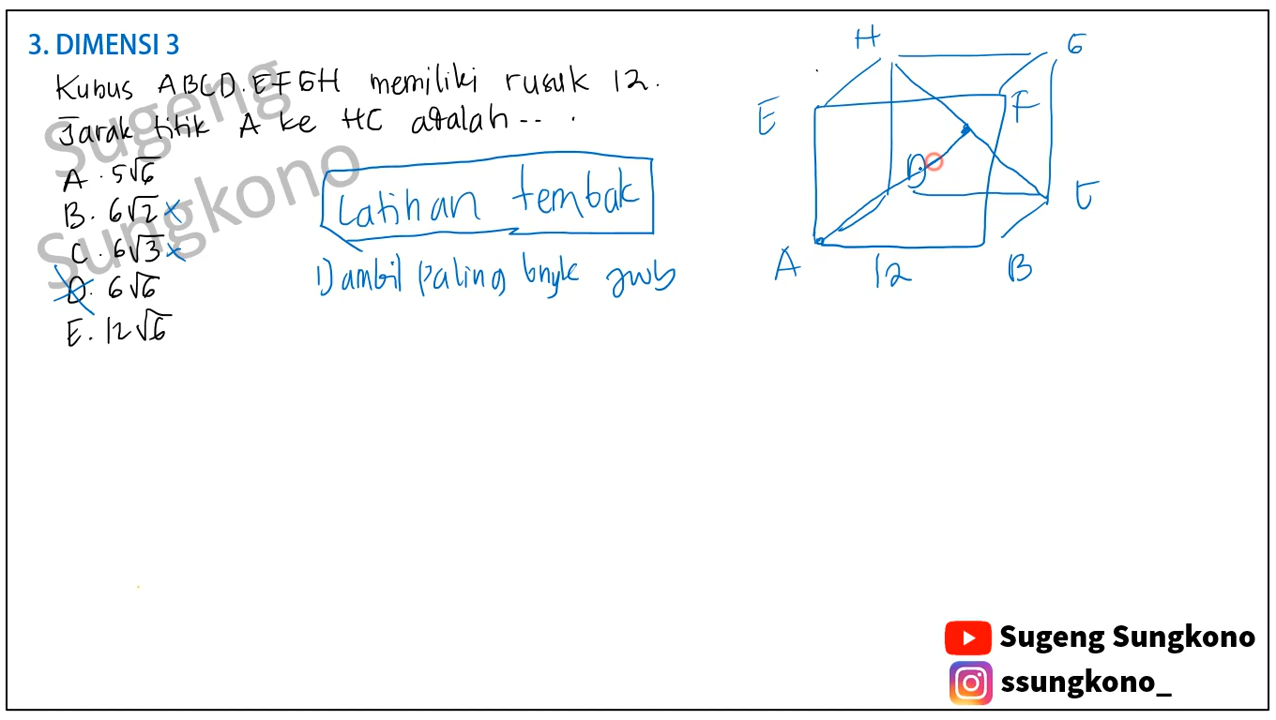 3. DIMENSI 3
Kubus ABCD.EFGH memiliki rusuk 12.
Jarak titik A ke HC adalah -- .
A. 5√6
B. 6√2 x
C. 6√3 x
D. 6√6
E. 12√6
Latihan tembak
1) ambil paling bnyk jwb
H
G
E
F
D
C
A
12
B
Sugeng
Sungkono
Sugeng Sungkono
ssungkono_